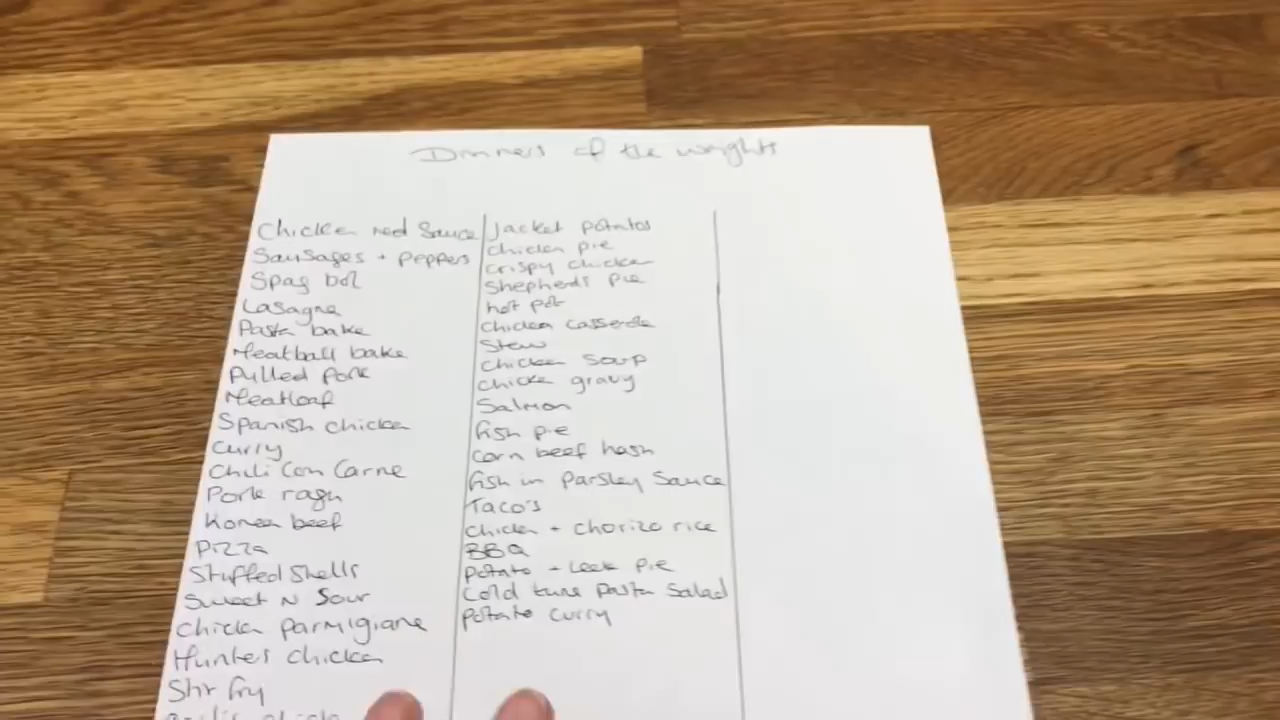 Dinners of the wrights
Chicken red sauce
Sausages + peppers
Spag bol
Lasagne
Pasta bake
Meatball bake
Pulled Pork
Meatloaf
Spanish chicken
Curry
Chili Con Carne
Pork ragu
Korean beef
Pizza
Stuffed Shells
Sweet N Sour
Chicken parmigiane
Hunters chicken
Stir fry
Jacket potatos
Chicken pie
Crispy chicken
Shepherds pie
hot pot
Chicken casserole
Stew
Chicken soup
Chicken gravy
Salmon
fish pie
Corn beef hash
fish in Parsley Sauce
Taco's
Chicken + chorizo rice
BBQ
Potato + Leek Pie
Cold tuna pasta Salad
Potato curry